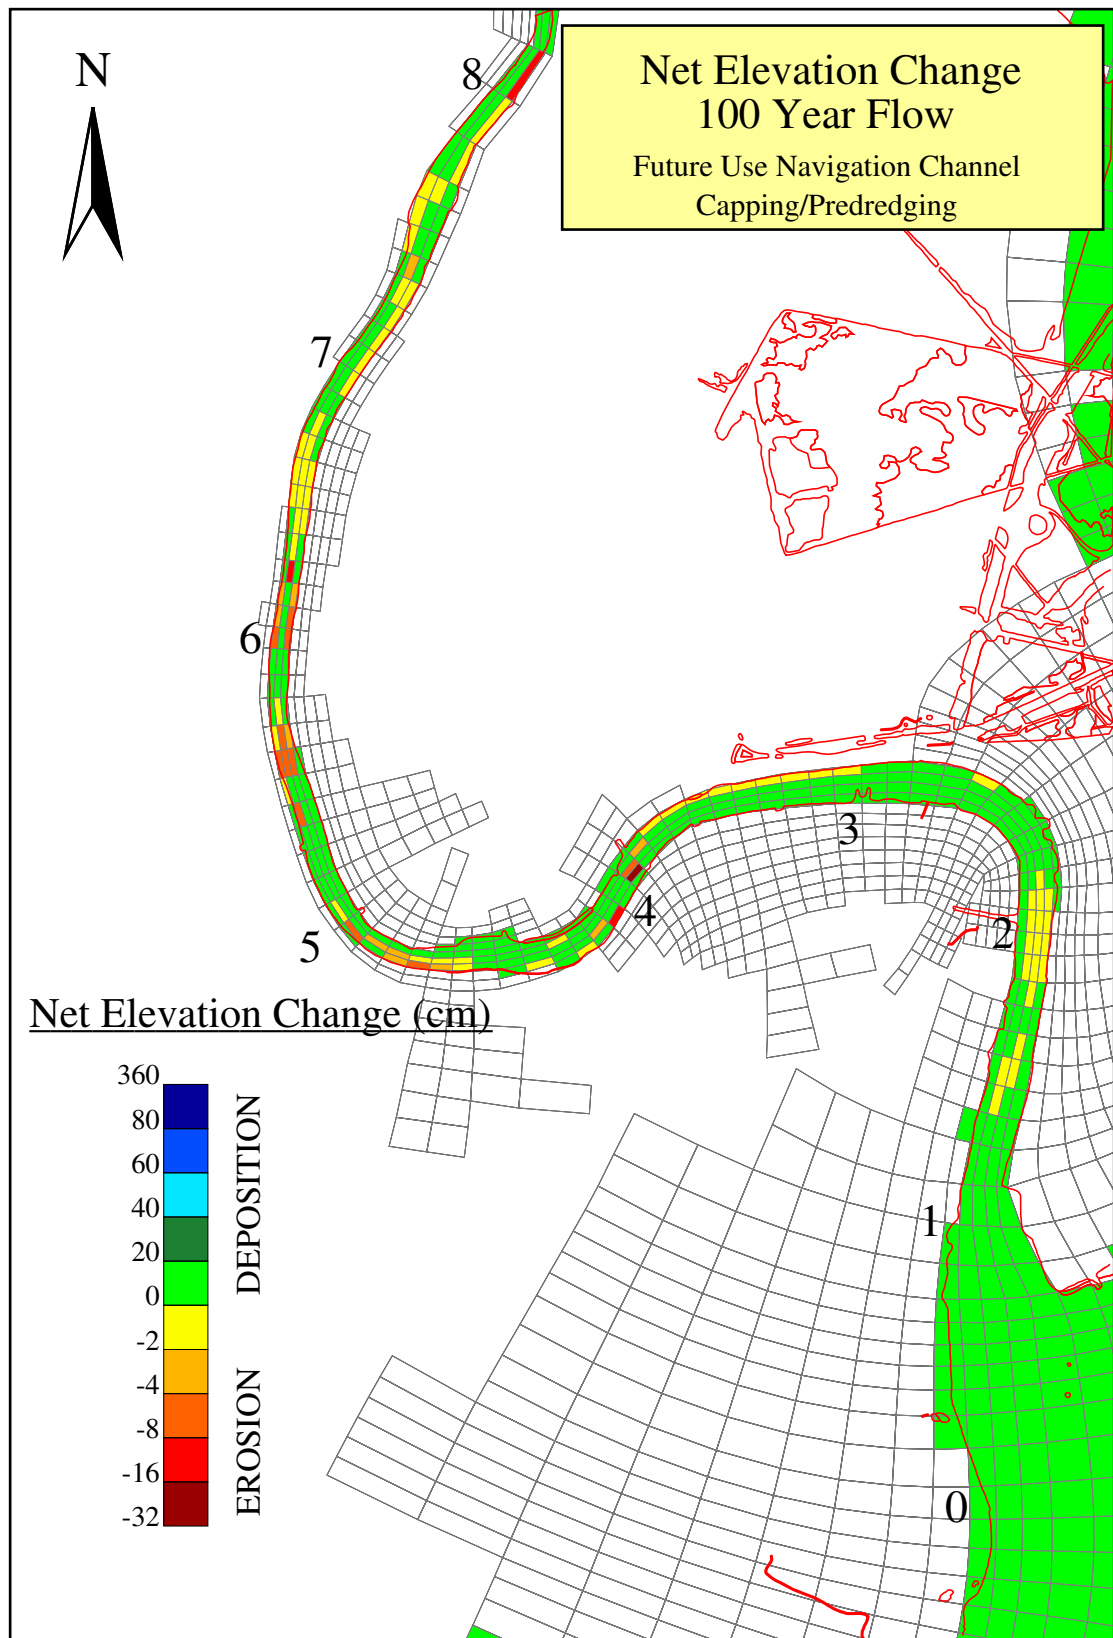 Net Elevation Change
100 Year Flow
Future Use Navigation Channel
Capping/Predredging
N
8
7
6
5
4
3
2
1
0
Net Elevation Change (cm)
360
80
60
40
20
0
-2
-4
-8
-16
-32
DEPOSITION
EROSION